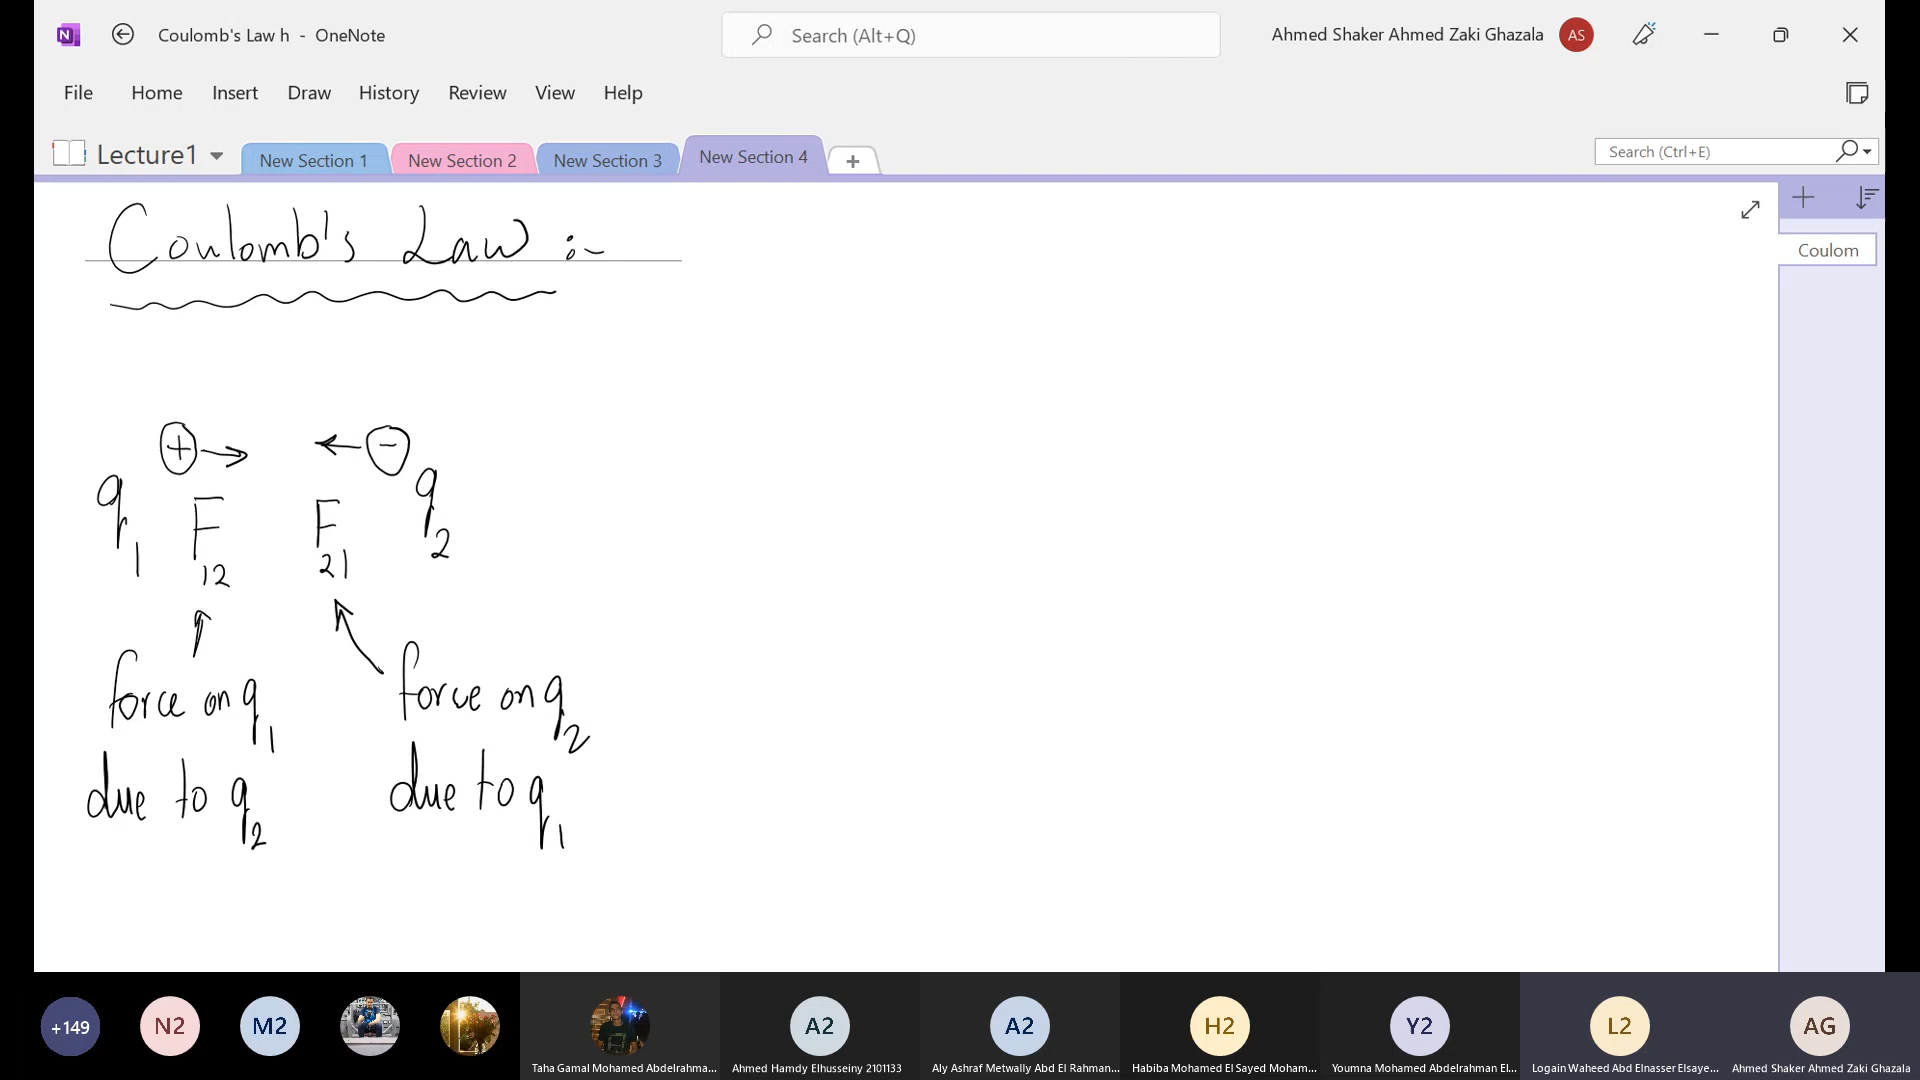 Coulomb's Law h - OneNote
Search (Alt+Q)
Ahmed Shaker Ahmed Zaki Ghazala
AS
File Home Insert Draw History Review View Help
Lecture1
New Section 1
New Section 2
New Section 3
New Section 4
+
Search (Ctrl+E)
Coulom
Coulomb's Law :-
+ −
q1 F12 F21 q2
force on q1
due to q2
force on q2
due to q1
+149
N2
M2
A2
A2
H2
Y2
L2
AG
Taha Gamal Mohamed Abdelrahma...
Ahmed Hamdy Elhusseiny 2101133
Aly Ashraf Metwally Abd El Rahman...
Habiba Mohamed El Sayed Moham...
Youmna Mohamed Abdelrahman El...
Logain Waheed Abd Elnasser Elsaye...
Ahmed Shaker Ahmed Zaki Ghazala